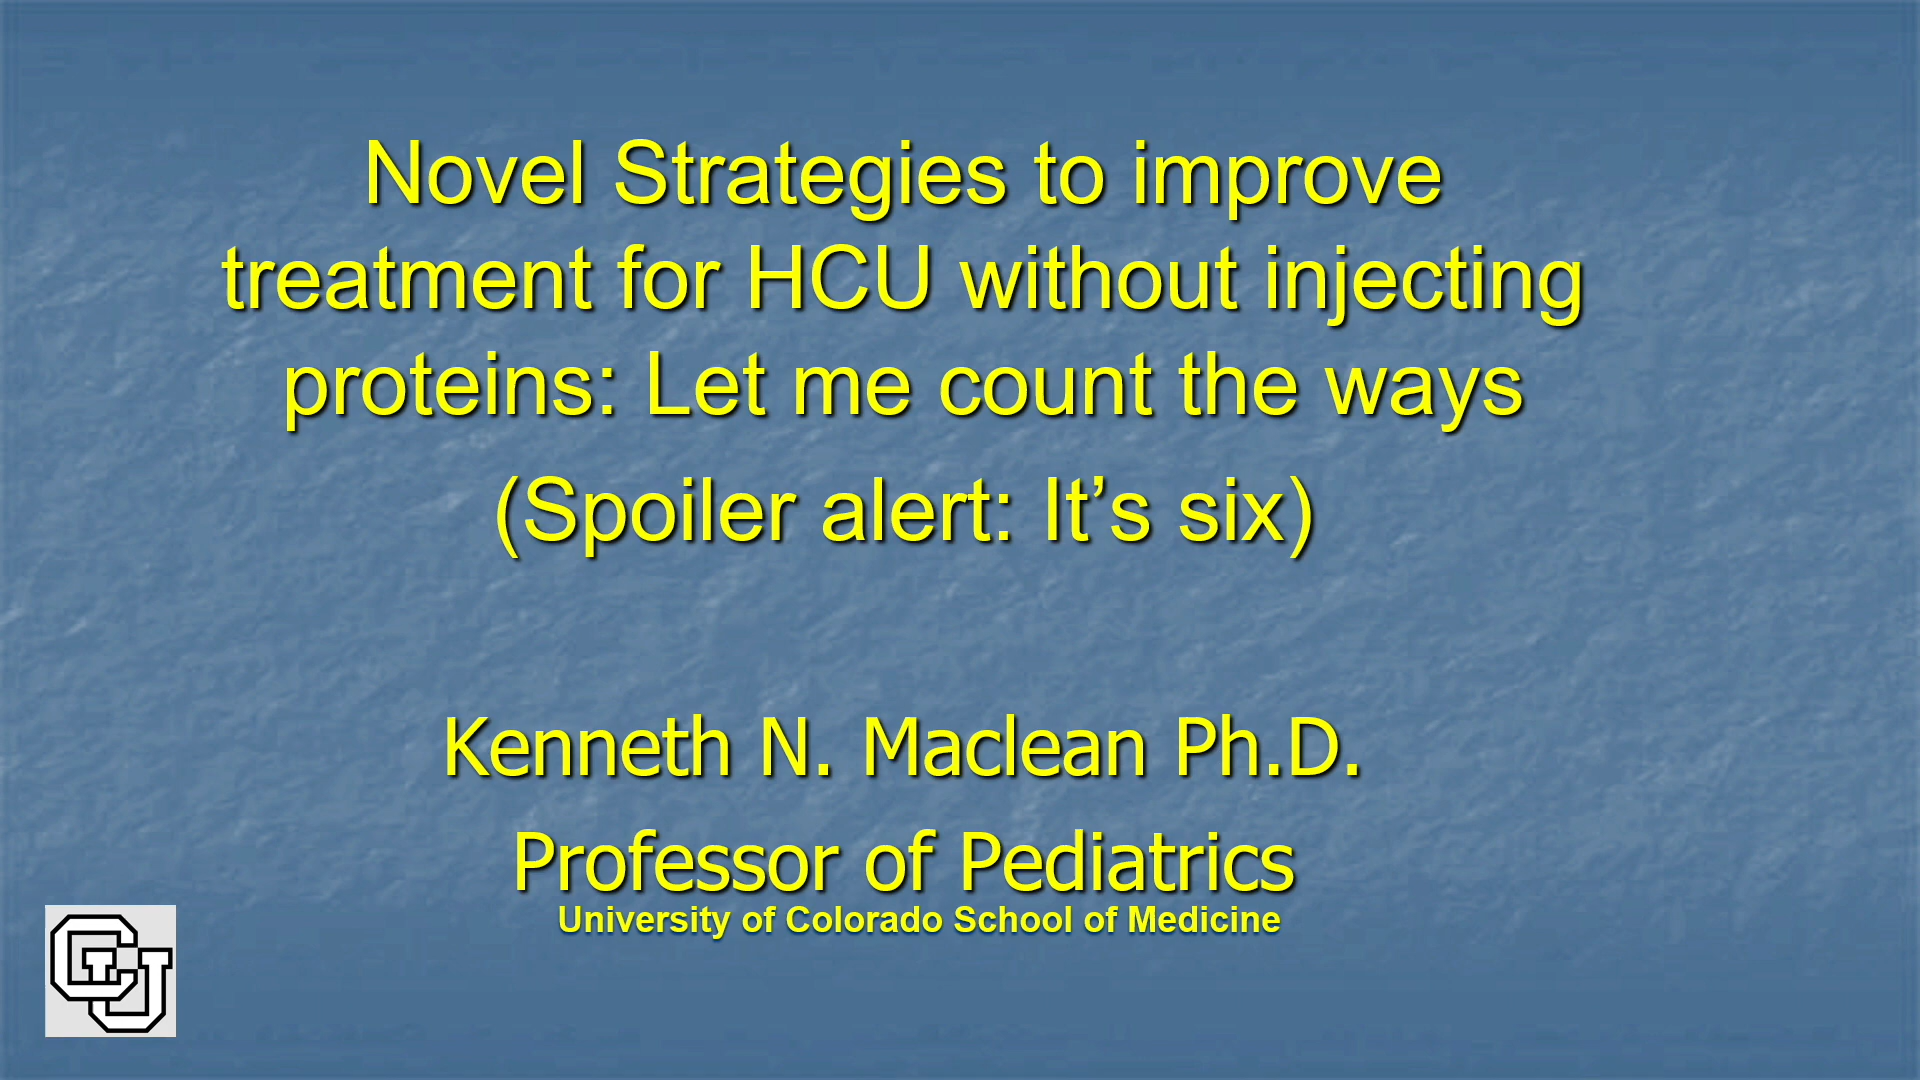 Novel Strategies to improve
treatment for HCU without injecting
proteins: Let me count the ways
(Spoiler alert: It’s six)
Kenneth N. Maclean Ph.D.
Professor of Pediatrics
University of Colorado School of Medicine
CU